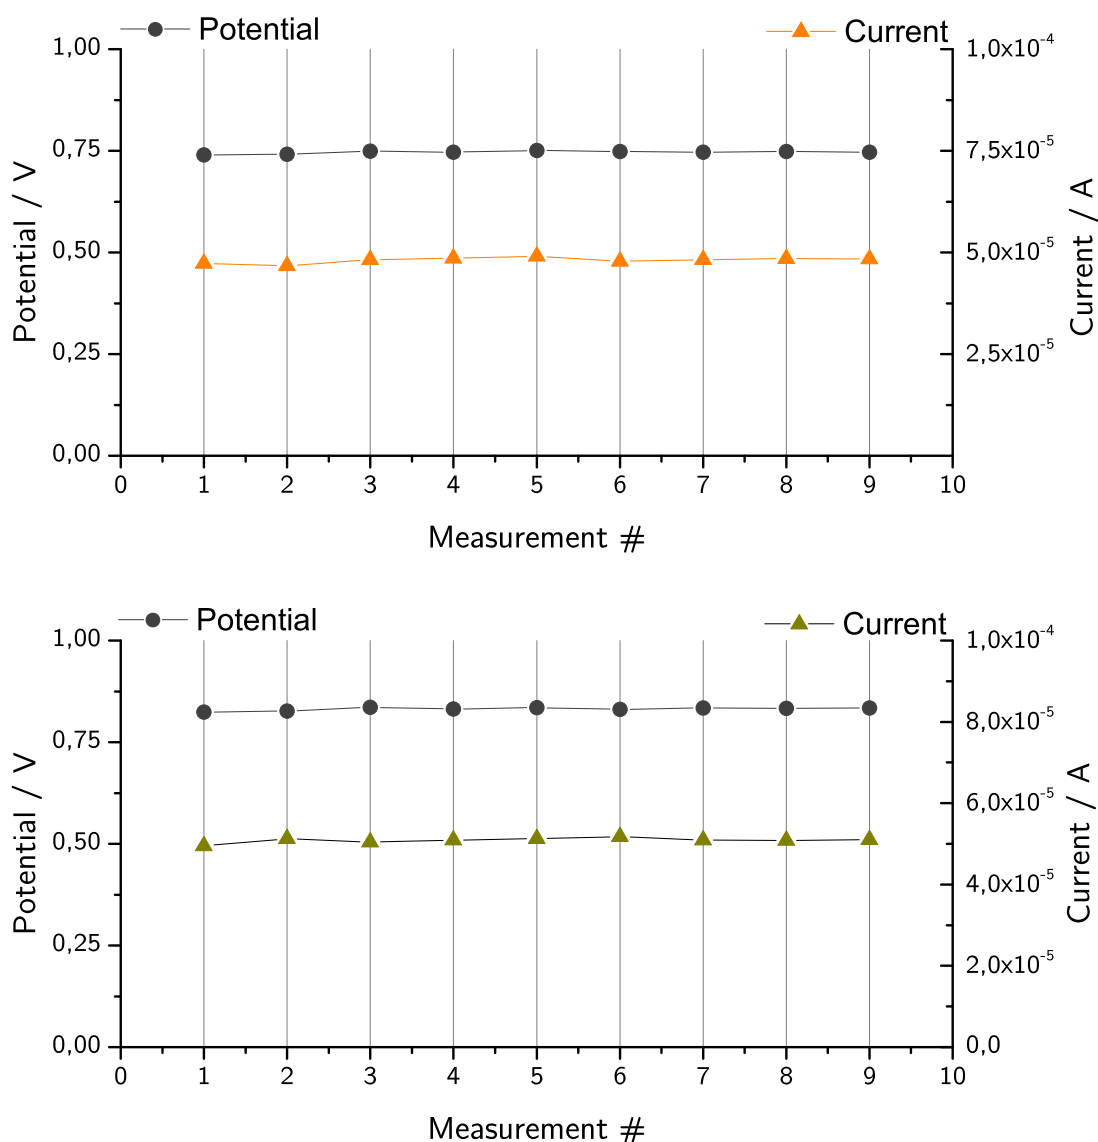 Potential Current
1,00 1,0x10-4
0,75 7,5x10-5
0,50 5,0x10-5
0,25 2,5x10-5
0,00
Potential / V
Current / A
0 1 2 3 4 5 6 7 8 9 10
Measurement #
Potential Current
1,00 1,0x10-4
8,0x10-5
0,75
6,0x10-5
0,50
4,0x10-5
0,25
2,0x10-5
0,00 0,0
Potential / V
Current / A
0 1 2 3 4 5 6 7 8 9 10
Measurement #